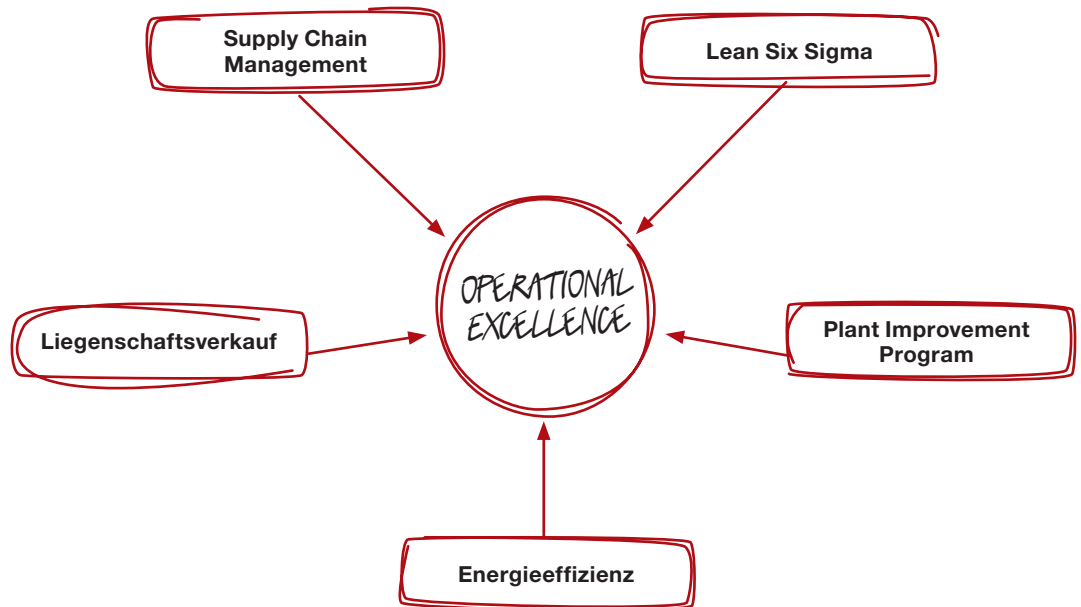 Supply Chain
Management
Lean Six Sigma
OPERATIONAL
EXCELLENCE
Liegenschaftsverkauf
Plant Improvement
Program
Energieeffizienz